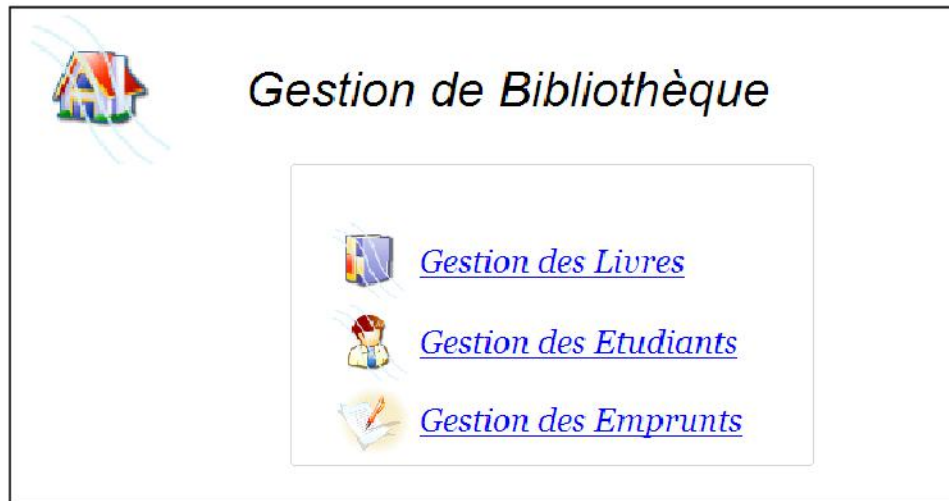 Gestion de Bibliothèque
Gestion des Livres
Gestion des Etudiants
Gestion des Emprunts